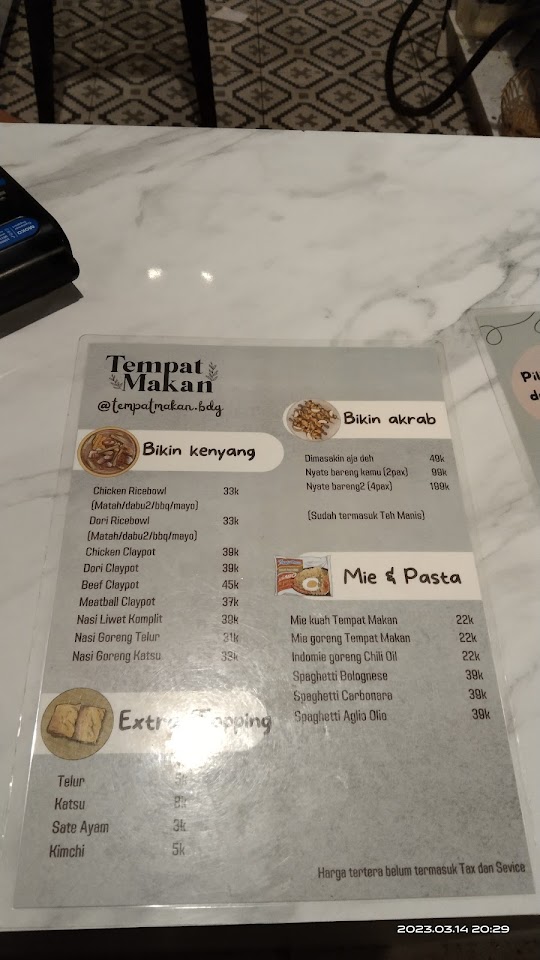 Tempat
Makan
@tempatmakan.bdg
Bikin kenyang
Chicken Ricebowl 33k
(Matah/dabu2/bbq/mayo)
Dori Ricebowl 33k
(Matah/dabu2/bbq/mayo)
Chicken Claypot 39k
Dori Claypot 39k
Beef Claypot 45k
Meatball Claypot 37k
Nasi Liwet Komplit 39k
Nasi Goreng Telur 31k
Nasi Goreng Katsu 33k
Extra Topping
Telur
Katsu 8k
Sate Ayam 3k
Kimchi 5k
Bikin akrab
Dimasakin aja deh 49k
Nyate bareng kamu (2pax) 99k
Nyate bareng2 (4pax) 199k
(Sudah termasuk Teh Manis)
Mie & Pasta
Mie kuah Tempat Makan 22k
Mie goreng Tempat Makan 22k
Indomie goreng Chili Oil 22k
Spaghetti Bolognese 39k
Spaghetti Carbonara 39k
Spaghetti Aglio Olio 39k
Harga tertera belum termasuk Tax dan Sevice
2023.03.14 20:29